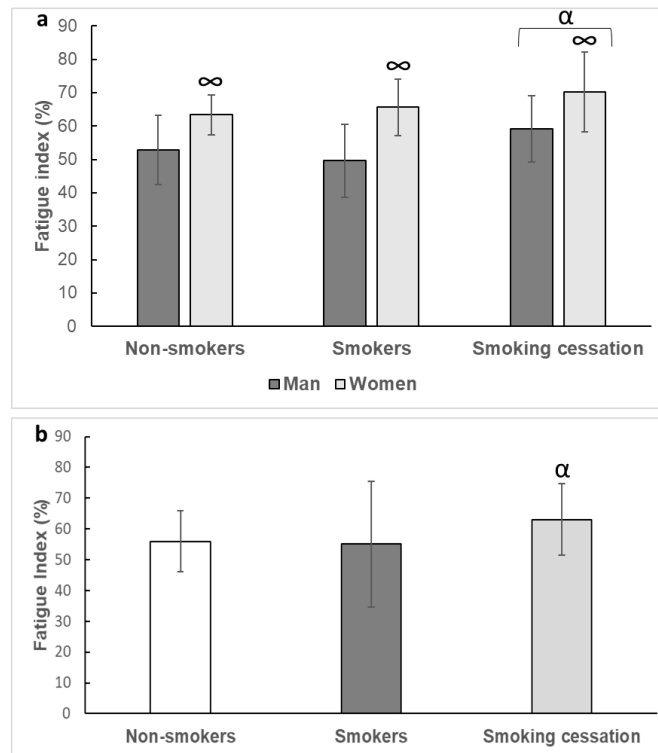 a
α
∞ ∞ ∞
Fatigue index (%)
90
80
70
60
50
40
30
20
10
0
Non-smokers Smokers Smoking cessation
Man Women
b
α
Fatigue Index (%)
90
80
70
60
50
40
30
20
10
0
Non-smokers Smokers Smoking cessation